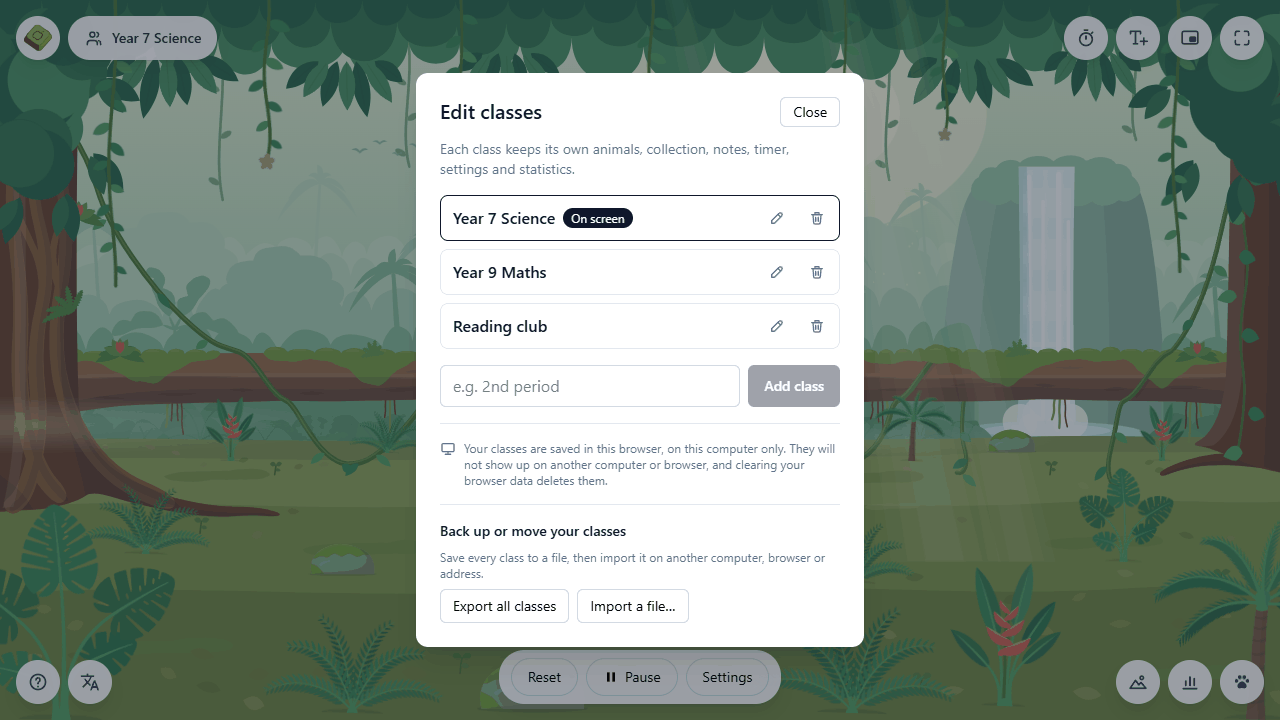 Year 7 Science
Edit classes
Close
Each class keeps its own animals, collection, notes, timer,
settings and statistics.
Year 7 Science On screen
Year 9 Maths
Reading club
e.g. 2nd period
Add class
Your classes are saved in this browser, on this computer only. They will
not show up on another computer or browser, and clearing your
browser data deletes them.
Back up or move your classes
Save every class to a file, then import it on another computer, browser or
address.
Export all classes
Import a file...
Reset
Pause
Settings